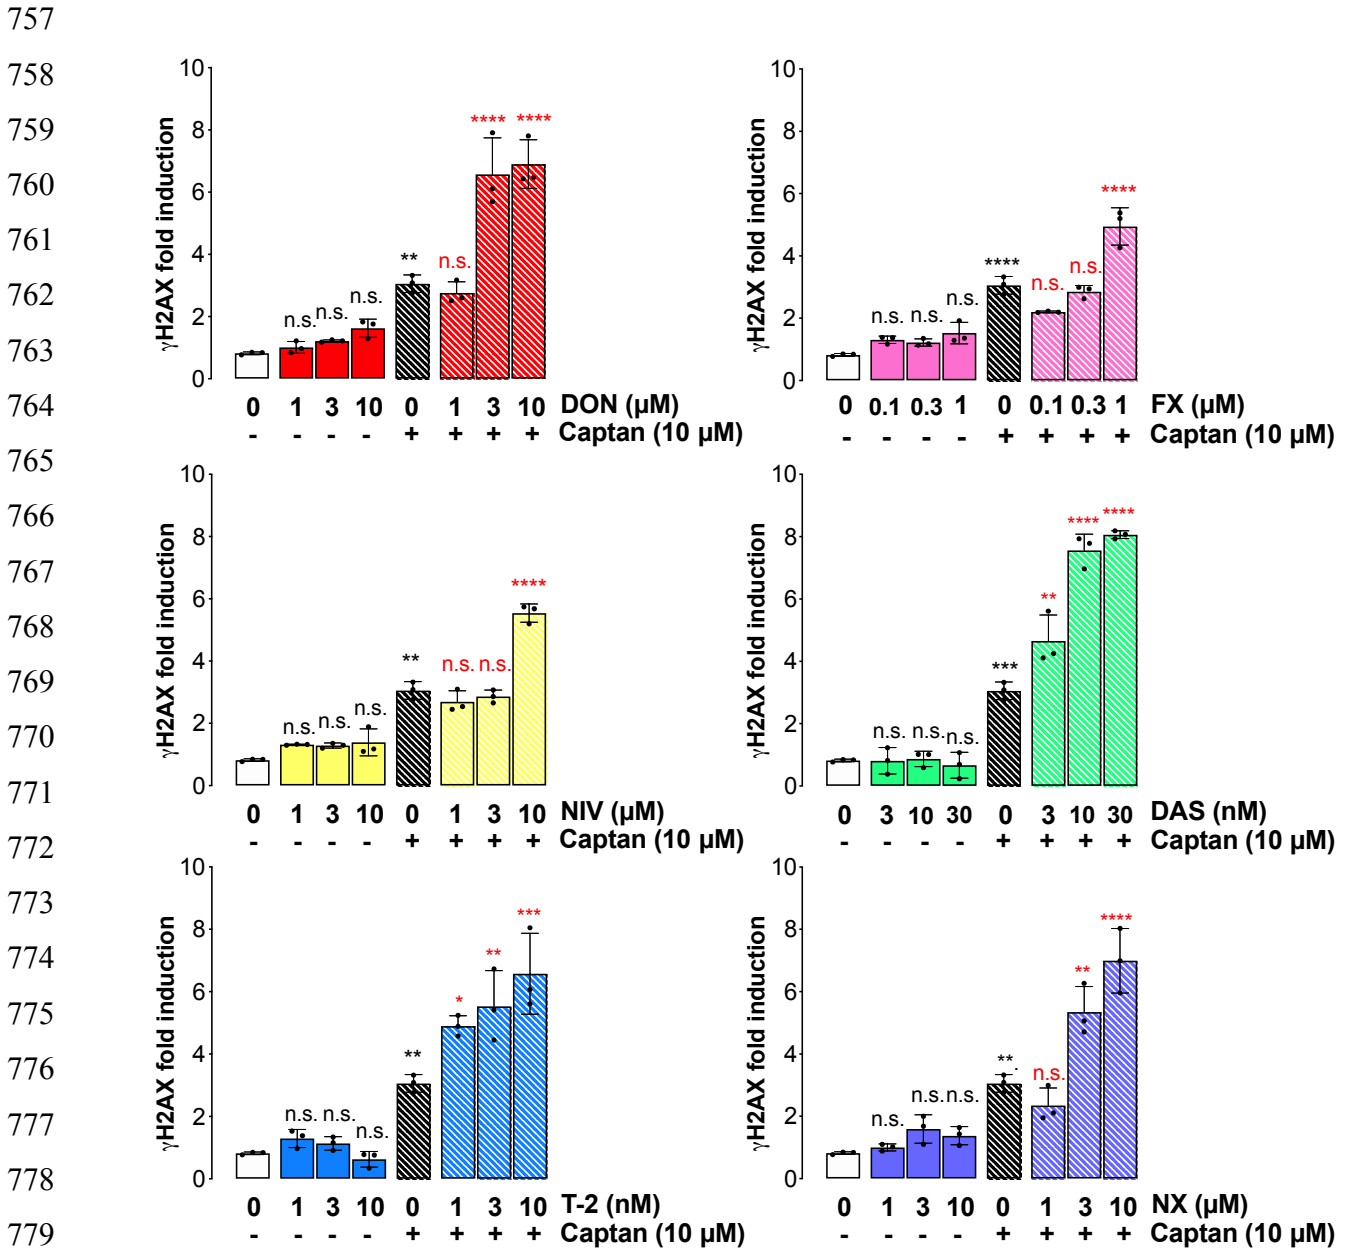 757
758
759
760
761
762
763
764
765
766
767
768
769
770
771
772
773
774
775
776
777
778
779
γH2AX fold induction
10
8
6
4
2
0
n.s. n.s. n.s. ** n.s. **** ****
0 1 3 10 0 1 3 10 DON (µM)
- - - - + + + + Captan (10 µM)
γH2AX fold induction
10
8
6
4
2
0
n.s. n.s. n.s. **** n.s. n.s. ****
0 0.1 0.3 1 0 0.1 0.3 1 FX (µM)
- - - - + + + + Captan (10 µM)
γH2AX fold induction
10
8
6
4
2
0
n.s. n.s. n.s. ** n.s. n.s. ****
0 1 3 10 0 1 3 10 NIV (µM)
- - - - + + + + Captan (10 µM)
γH2AX fold induction
10
8
6
4
2
0
n.s. n.s. n.s. *** ** **** ****
0 3 10 30 0 3 10 30 DAS (nM)
- - - - + + + + Captan (10 µM)
γH2AX fold induction
10
8
6
4
2
0
n.s. n.s. n.s. ** * ** ***
0 1 3 10 0 1 3 10 T-2 (nM)
- - - - + + + + Captan (10 µM)
γH2AX fold induction
10
8
6
4
2
0
n.s. n.s. n.s. ** n.s. ** ****
0 1 3 10 0 1 3 10 NX (µM)
- - - - + + + + Captan (10 µM)